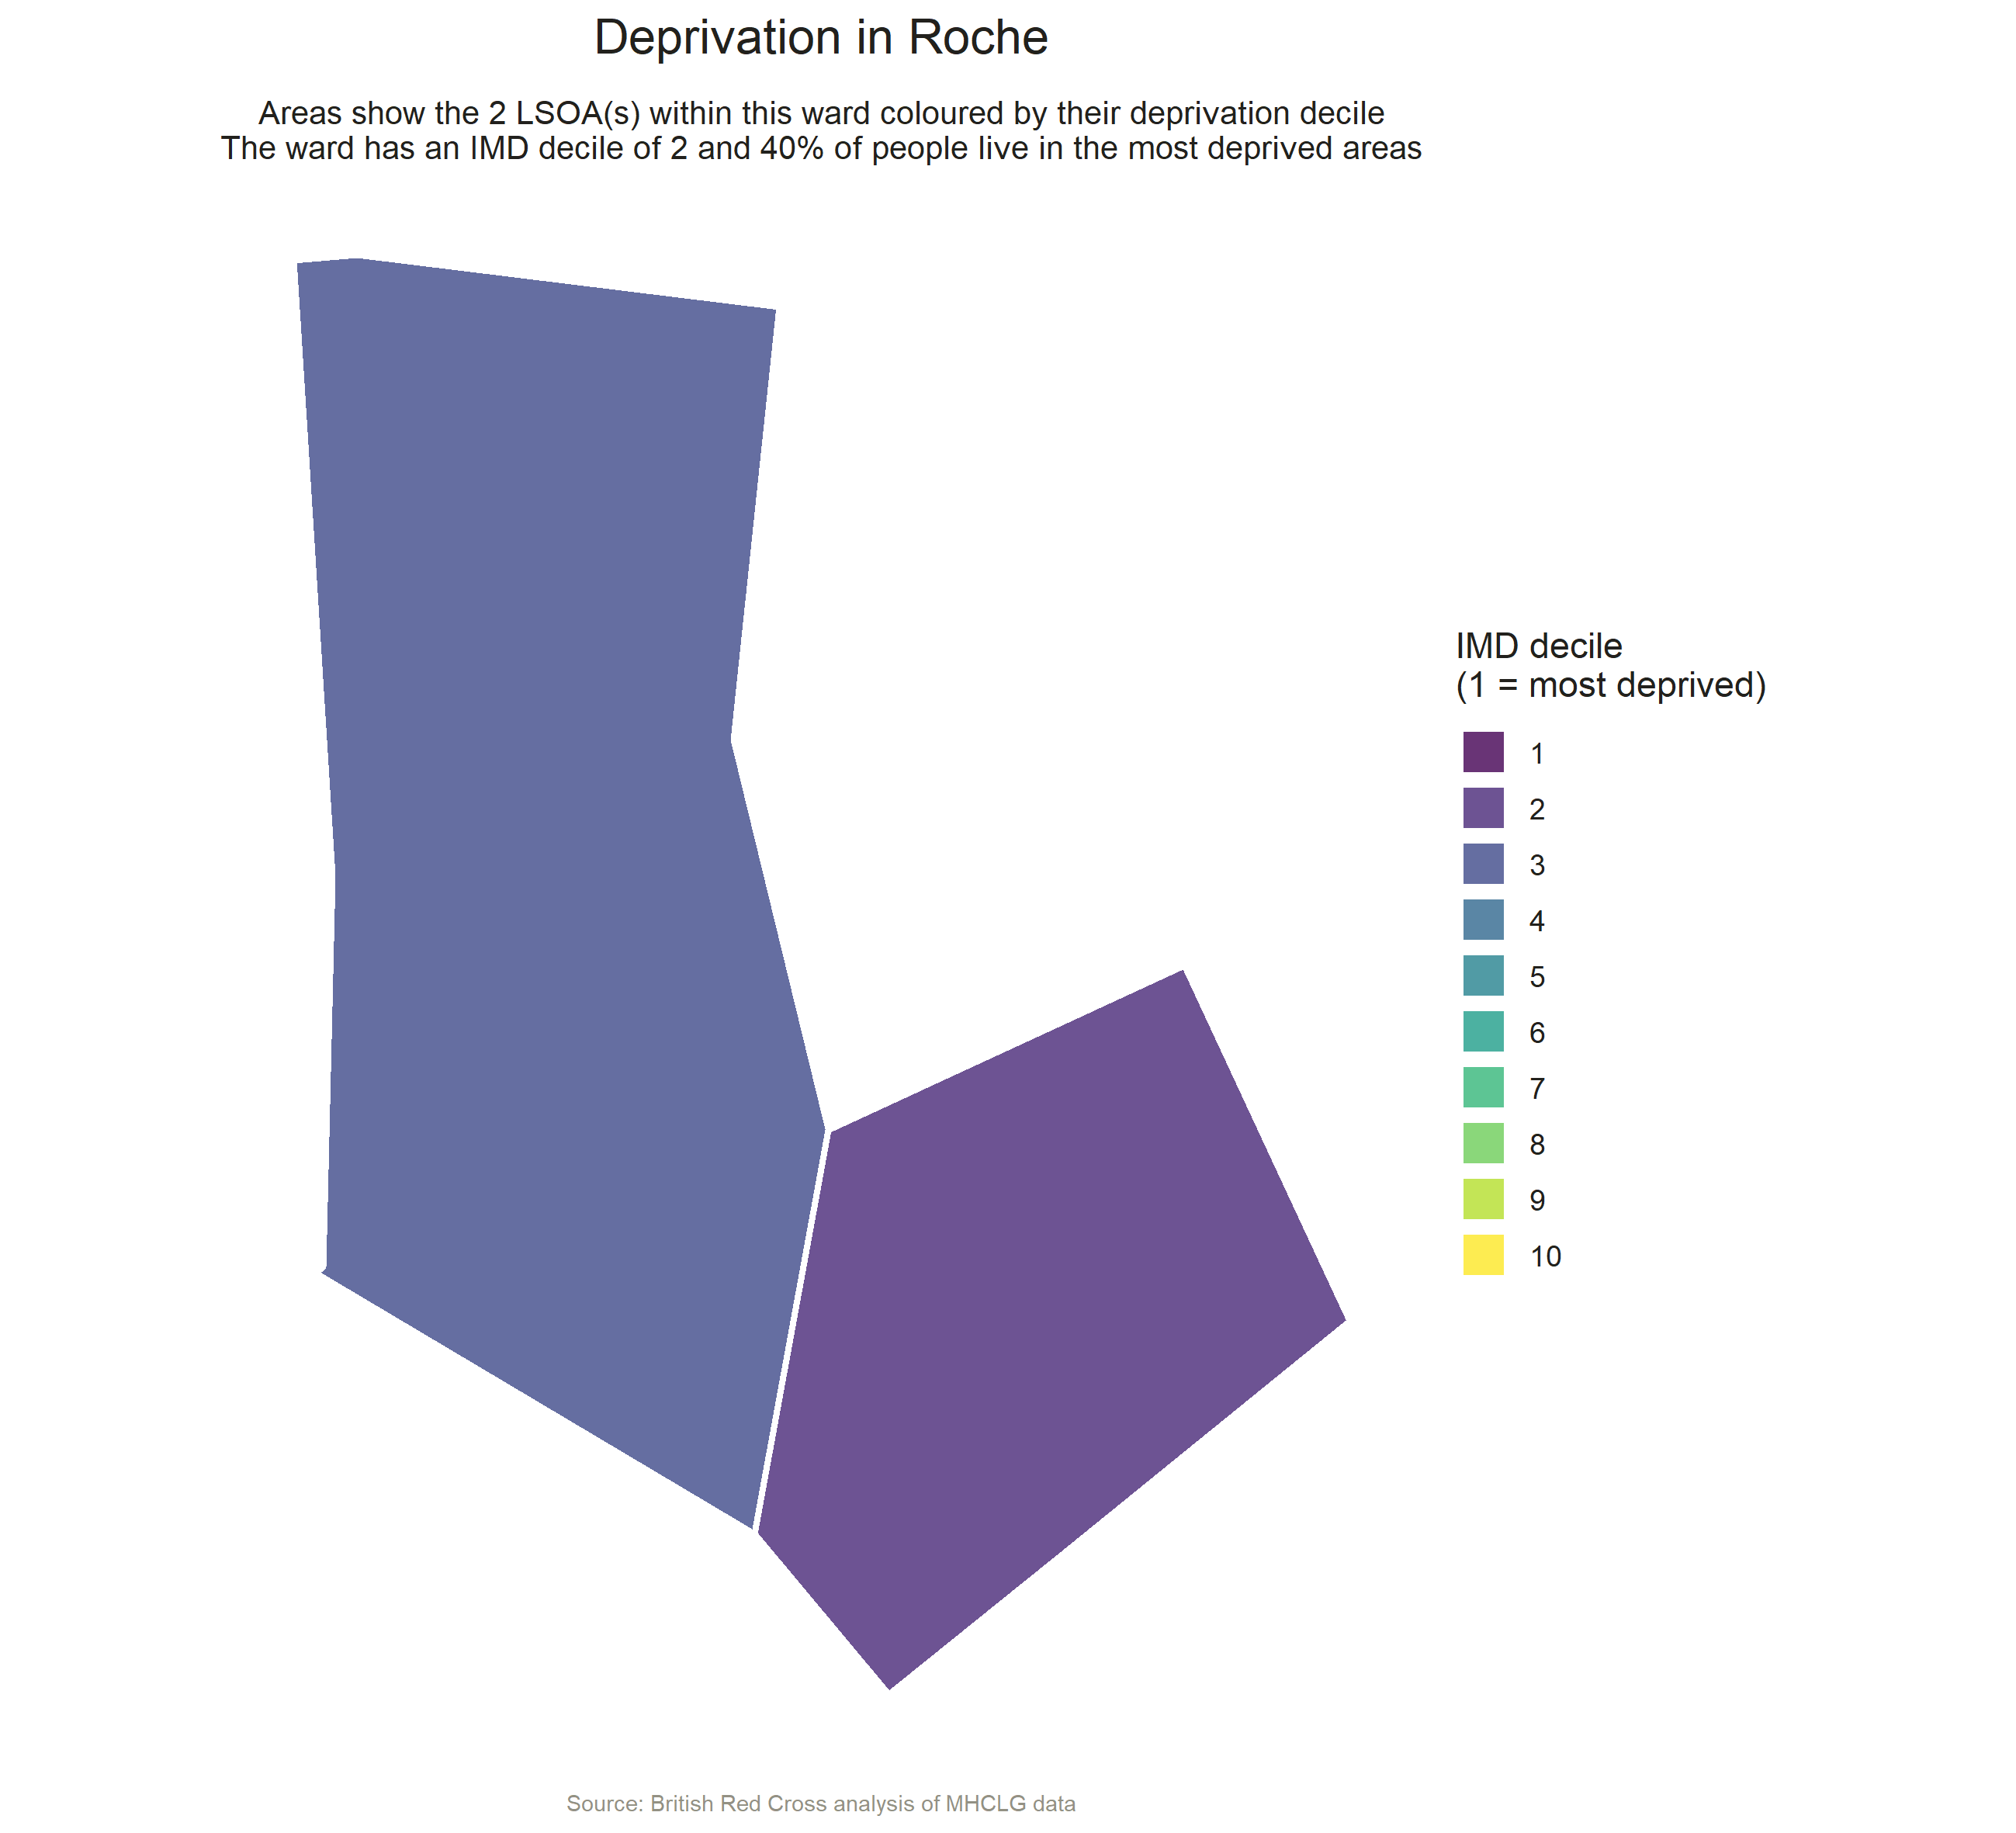 Deprivation in Roche
Areas show the 2 LSOA(s) within this ward coloured by their deprivation decile
The ward has an IMD decile of 2 and 40% of people live in the most deprived areas
IMD decile
(1 = most deprived)
1
2
3
4
5
6
7
8
9
10
Source: British Red Cross analysis of MHCLG data